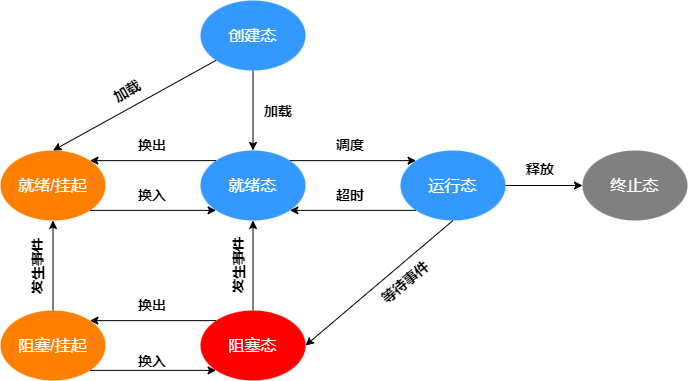 创建态
加载
加载
换出
调度
就绪/挂起
就绪态
运行态
释放
终止态
换入
超时
发生事件
发生事件
等待事件
换出
阻塞/挂起
阻塞态
换入